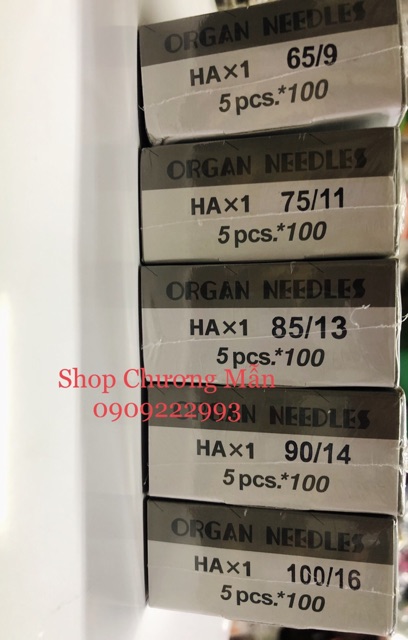 ORGAN NEEDLES
HA×1 65/9
5 pcs.*100
ORGAN NEEDLES
HA×1 75/11
5 pcs.*100
ORGAN NEEDLES
HA×1 85/13
5 pcs.*100
Shop Chương Mẫn
0909222993
ORGAN NEEDLES
HA×1 90/14
5 pcs.*100
ORGAN NEEDLES
HA×1 100/16
5 pcs.*100